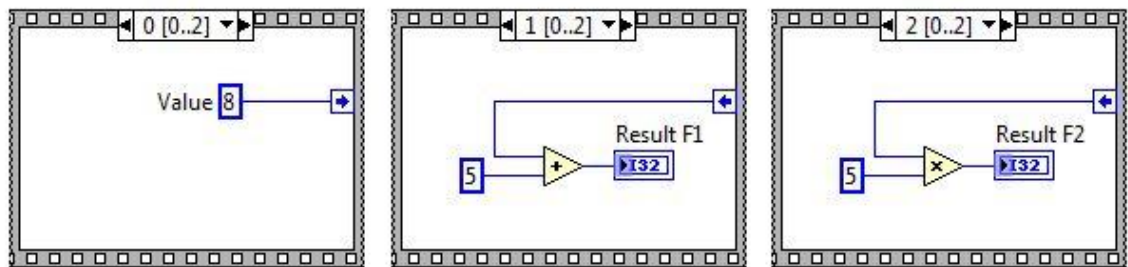 0 [0..2]
Value 8
1 [0..2]
Result F1
5 + I32
2 [0..2]
Result F2
5 × I32